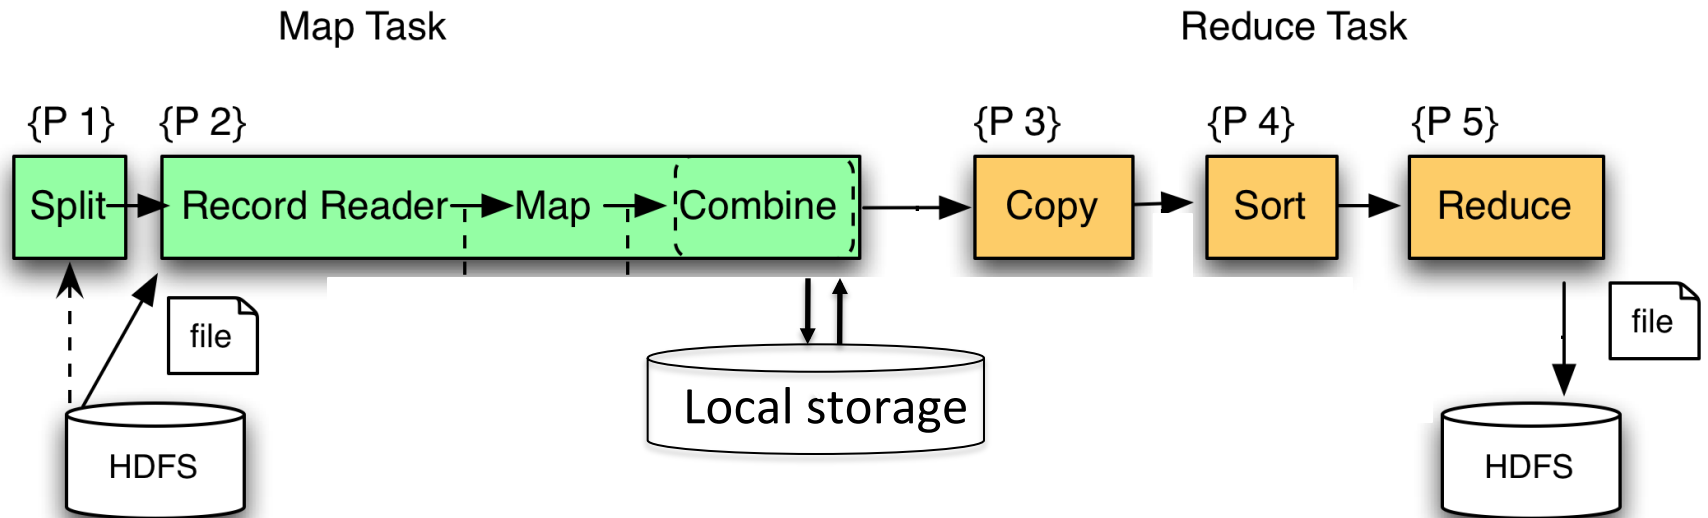 Map Task
Reduce Task
{P 1}
{P 2}
{P 3}
{P 4}
{P 5}
Split
Record Reader
Map
Combine
Copy
Sort
Reduce
file
file
Local storage
HDFS
HDFS